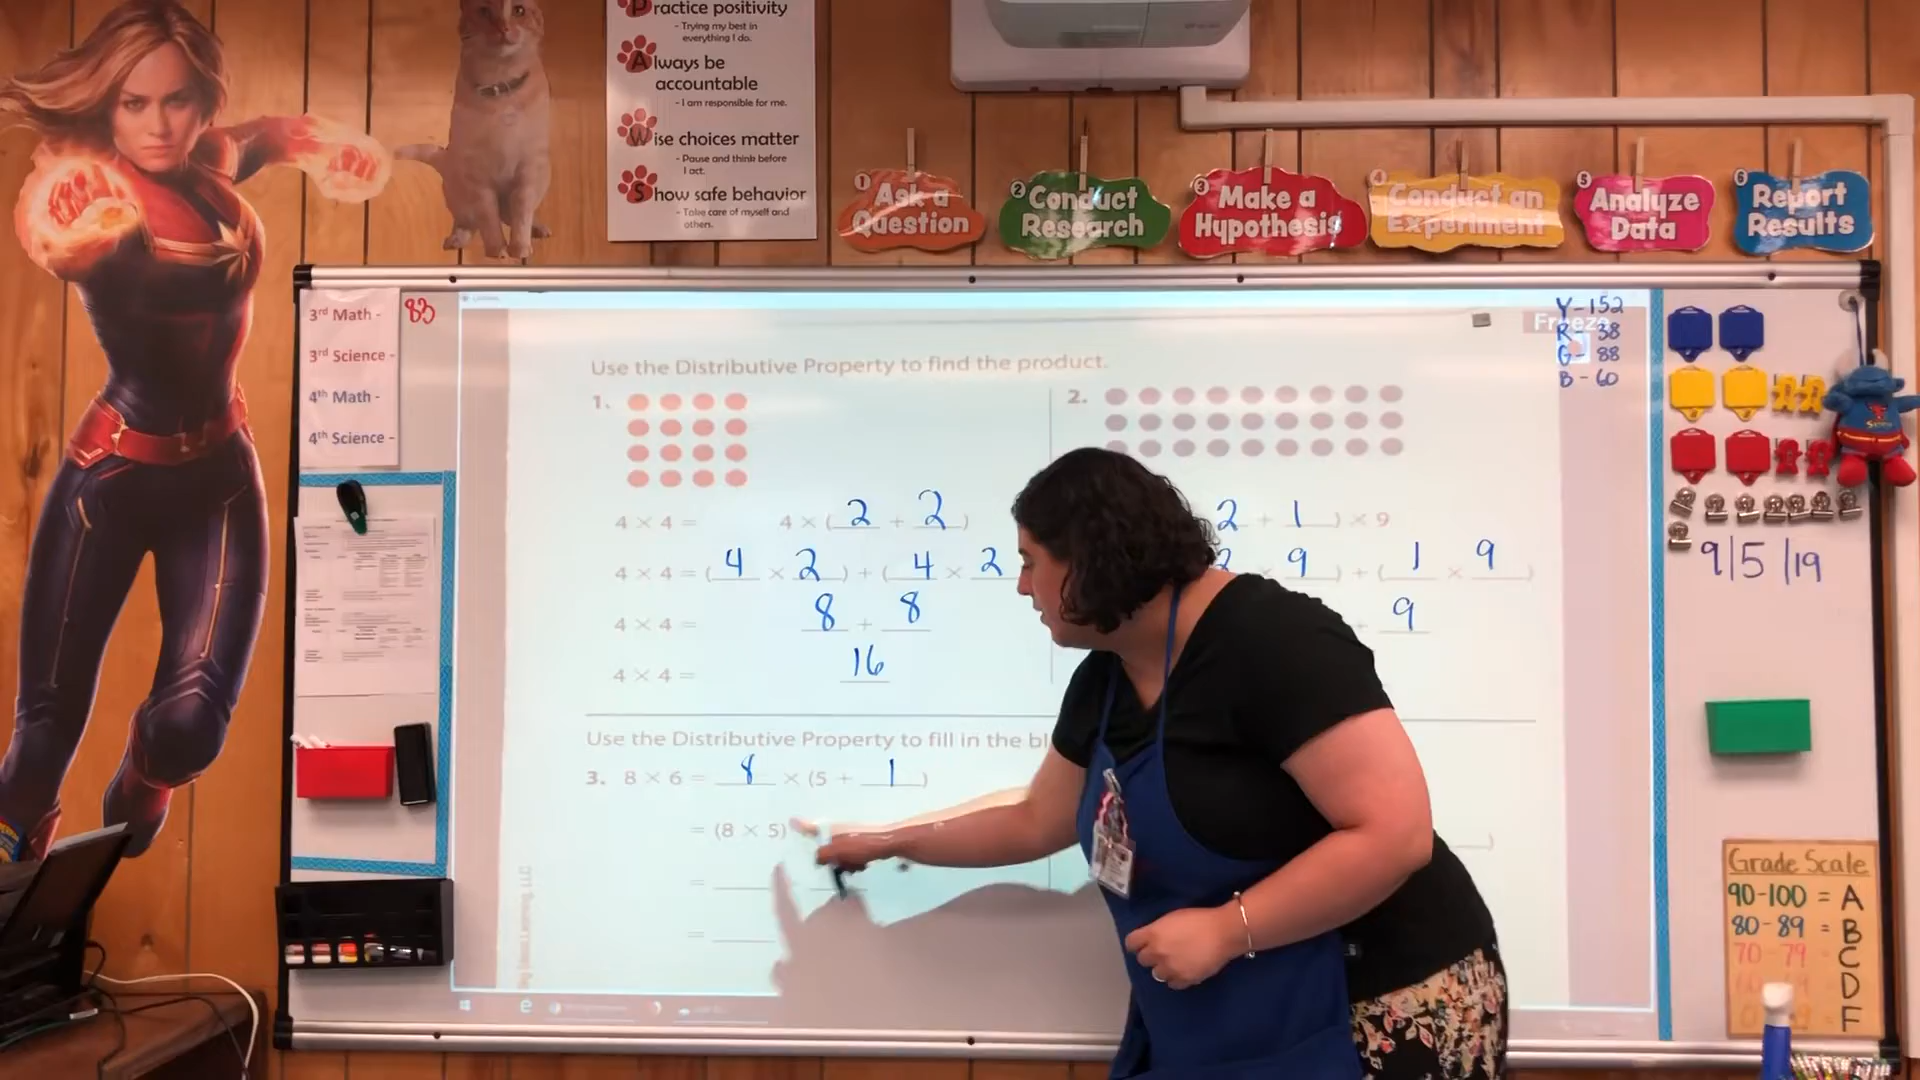 Practice positivity
- Trying my best in
everything I do.
Always be
accountable
- I am responsible for me.
Wise choices matter
- Pause and think before
I act.
Show safe behavior
- Take care of myself and
others.
1 Ask a
Question
2 Conduct
Research
3 Make a
Hypothesis
4 Conduct an
Experiment
5 Analyze
Data
6 Report
Results
3rd Math - 83
3rd Science -
4th Math -
4th Science -
Freeze
Y-152
R-38
G-88
B-60
Use the Distributive Property to find the product.
1.
2.
4 × 4 = 4 × (2 + 2)
2 + 1) × 9
4 × 4 = (4 × 2) + (4 × 2
2 × 9) + (1 × 9)
4 × 4 = 8 + 8
+ 9
4 × 4 = 16
Use the Distributive Property to fill in the bl
3. 8 × 6 = 8 × (5 + 1)
= (8 × 5)
=
=
9/5/19
Grade Scale
90-100 = A
80-89 = B
70-79 = C
D
F